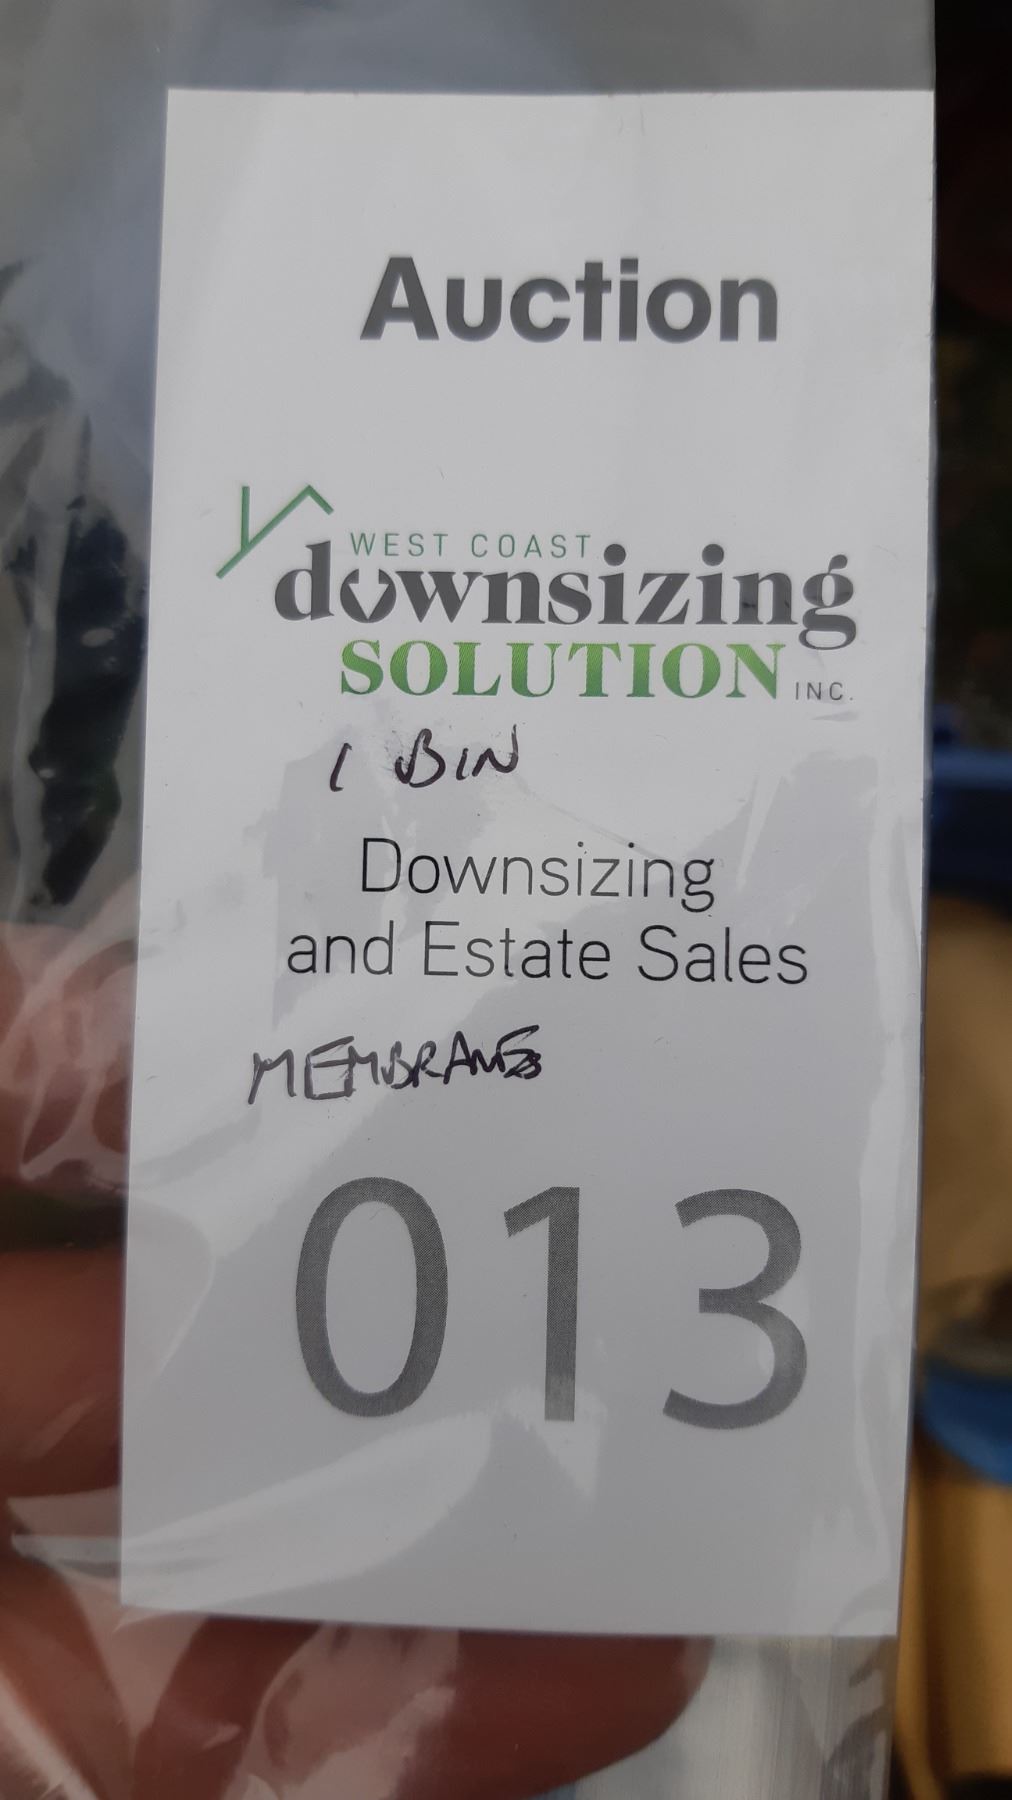 Auction
WEST COAST
downsizing
SOLUTION INC.
1 BIN
Downsizing
and Estate Sales
MEMBRANES
013